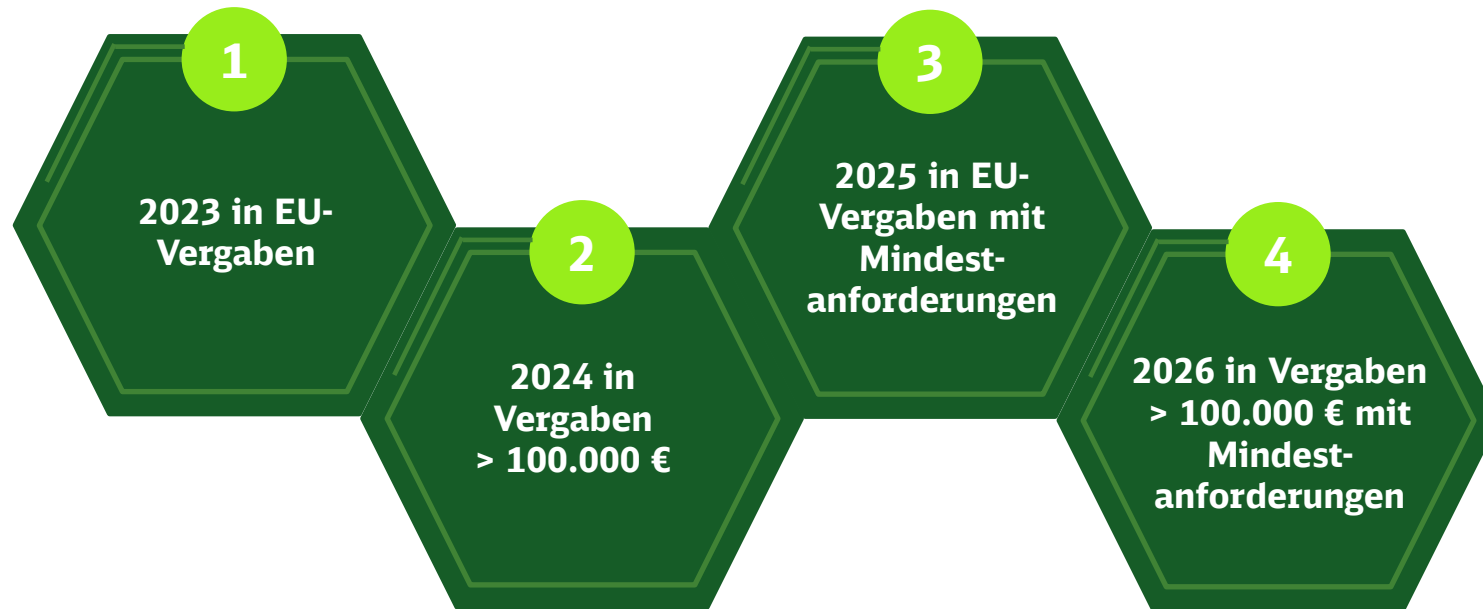 1
2023 in EU-
Vergaben
2
2024 in
Vergaben
> 100.000 €
3
2025 in EU-
Vergaben mit
Mindest-
anforderungen
4
2026 in Vergaben
> 100.000 € mit
Mindest-
anforderungen